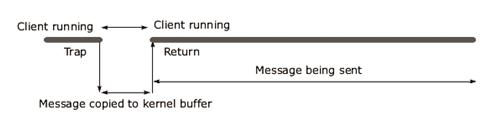 Client running
Client running
Trap
Return
Message being sent
Message copied to kernel buffer